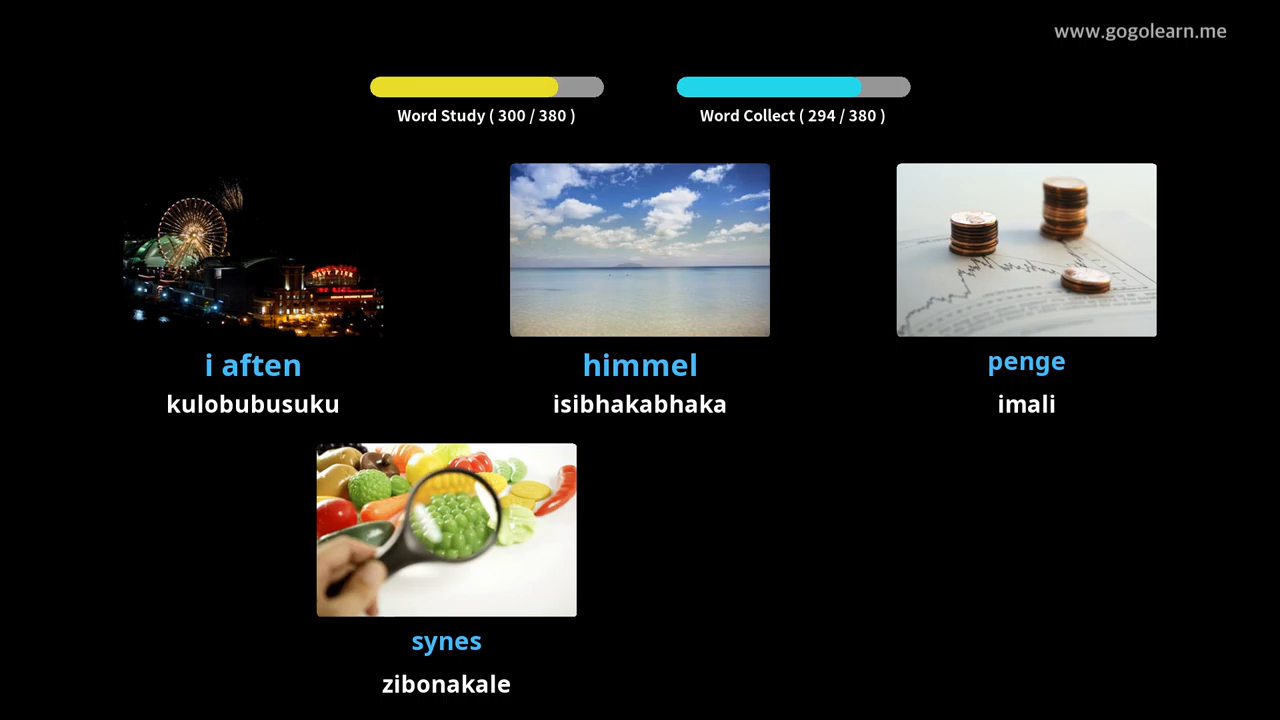 www.gogolearn.me
Word Study ( 300 / 380 )
Word Collect ( 294 / 380 )
i aften
kulobubusuku
himmel
isibhakabhaka
penge
imali
synes
zibonakale